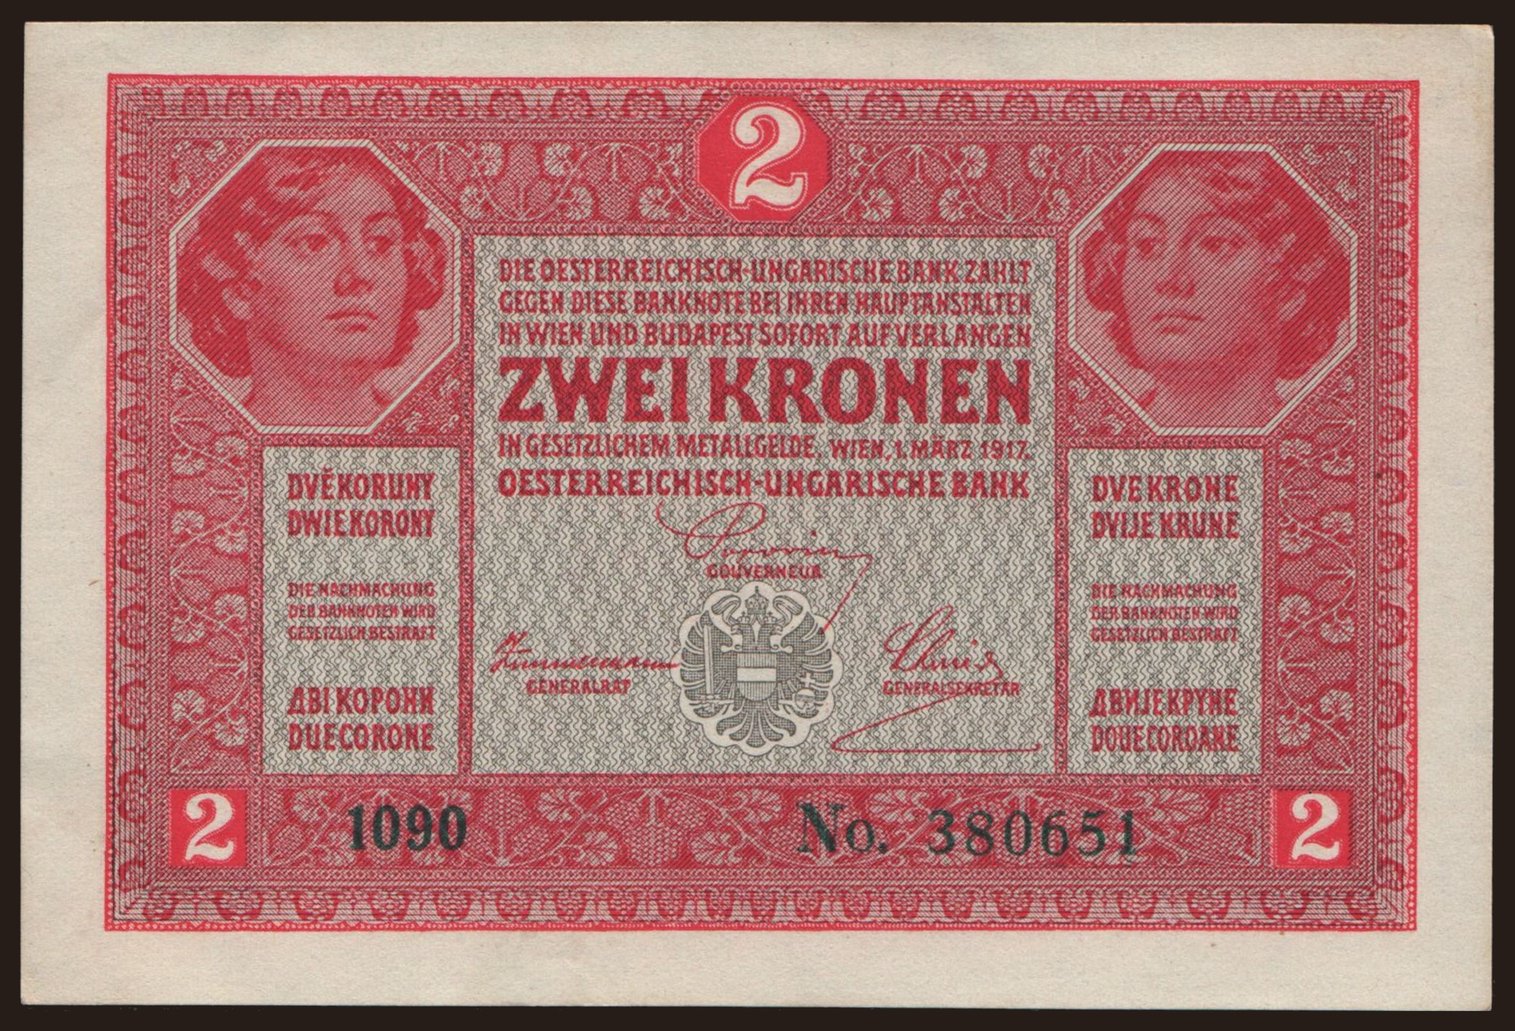 2
DIE OESTERREICHISCH-UNGARISCHE BANK ZAHLT
GEGEN DIESE BANKNOTE BEI IHREN HAUPTANSTALTEN
IN WIEN UND BUDAPEST SOFORT AUF VERLANGEN
ZWEI KRONEN
IN GESETZLICHEM METALLGELDE. WIEN, 1. MÄRZ 1917.
OESTERREICHISCH-UNGARISCHE BANK
Popovics
GOUVERNEUR
GENERALRAT
GENERALSEKRETÄR
DVĚ KORUNY
DWIE KORONY
DIE NACHMACHUNG
DER BANKNOTEN WIRD
GESETZLICH BESTRAFT
ДВІ КОРОНИ
DUE CORONE
DVE KRONE
DVIJE KRUNE
DIE NACHMACHUNG
DER BANKNOTEN WIRD
GESETZLICH BESTRAFT
ДВИЈЕ КРУНЕ
DOUE COROANE
2
1090
No. 380651
2